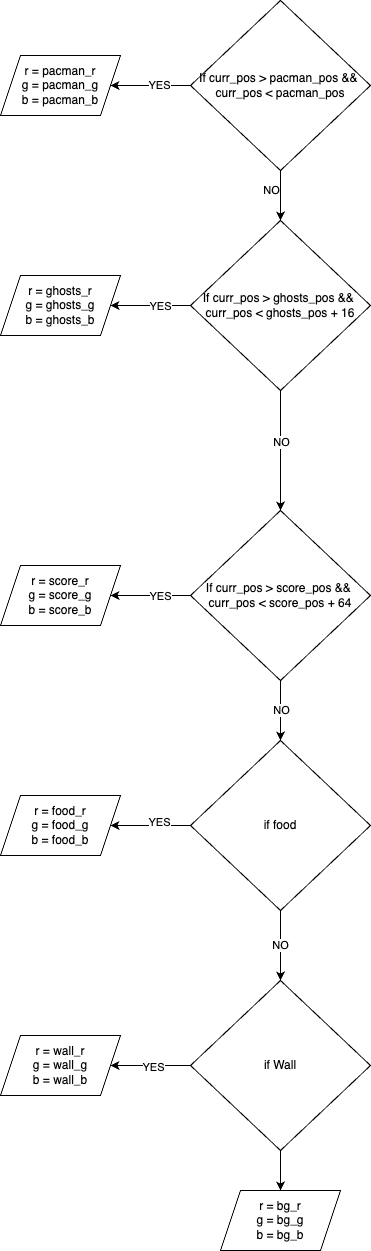 If curr_pos > pacman_pos &&
curr_pos < pacman_pos
YES
r = pacman_r
g = pacman_g
b = pacman_b
NO
If curr_pos > ghosts_pos &&
curr_pos < ghosts_pos + 16
YES
r = ghosts_r
g = ghosts_g
b = ghosts_b
NO
If curr_pos > score_pos &&
curr_pos < score_pos + 64
YES
r = score_r
g = score_g
b = score_b
NO
if food
YES
r = food_r
g = food_g
b = food_b
NO
if Wall
YES
r = wall_r
g = wall_g
b = wall_b
r = bg_r
g = bg_g
b = bg_b